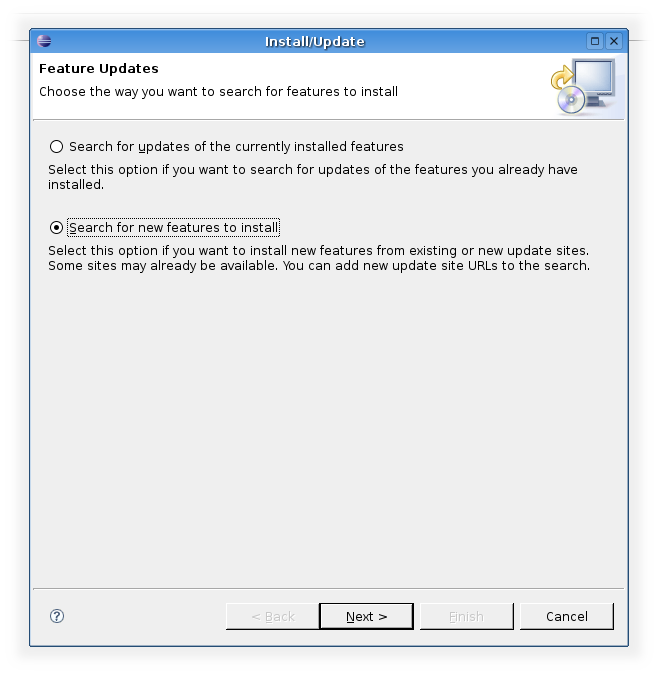 Install/Update
Feature Updates
Choose the way you want to search for features to install
Search for updates of the currently installed features
Select this option if you want to search for updates of the features you already have
installed.
Search for new features to install
Select this option if you want to install new features from existing or new update sites.
Some sites may already be available. You can add new update site URLs to the search.
? < Back Next > Finish Cancel